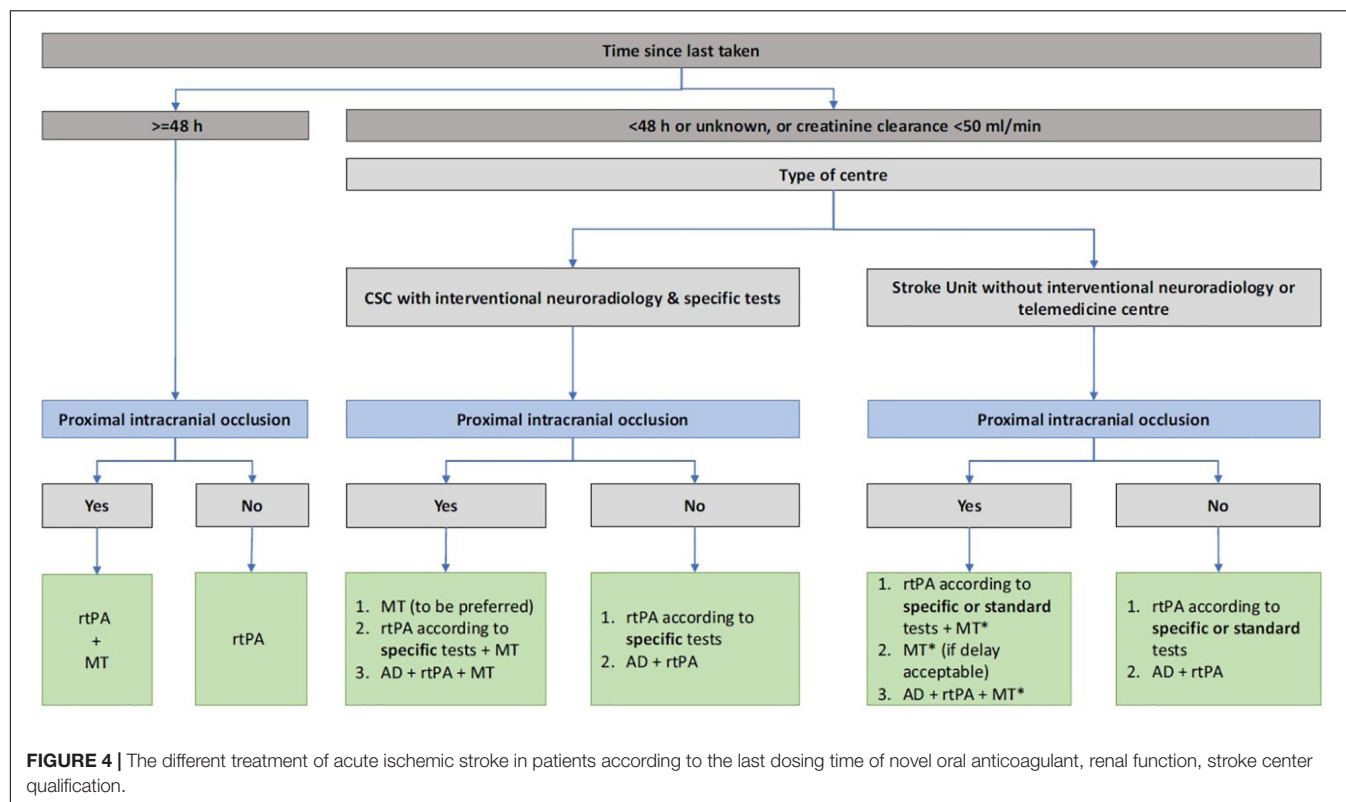 Time since last taken
>=48 h
<48 h or unknown, or creatinine clearance <50 ml/min
Type of centre
CSC with interventional neuroradiology & specific tests
Stroke Unit without interventional neuroradiology or
telemedicine centre
Proximal intracranial occlusion
Proximal intracranial occlusion
Proximal intracranial occlusion
Yes
No
Yes
No
Yes
No
rtPA
+
MT
rtPA
1. MT (to be preferred)
2. rtPA according to
specific tests + MT
3. AD + rtPA + MT
1. rtPA according to
specific tests
2. AD + rtPA
1. rtPA according to
specific or standard
tests + MT*
2. MT* (if delay
acceptable)
3. AD + rtPA + MT*
1. rtPA according to
specific or standard
tests
2. AD + rtPA
FIGURE 4 | The different treatment of acute ischemic stroke in patients according to the last dosing time of novel oral anticoagulant, renal function, stroke center
qualification.